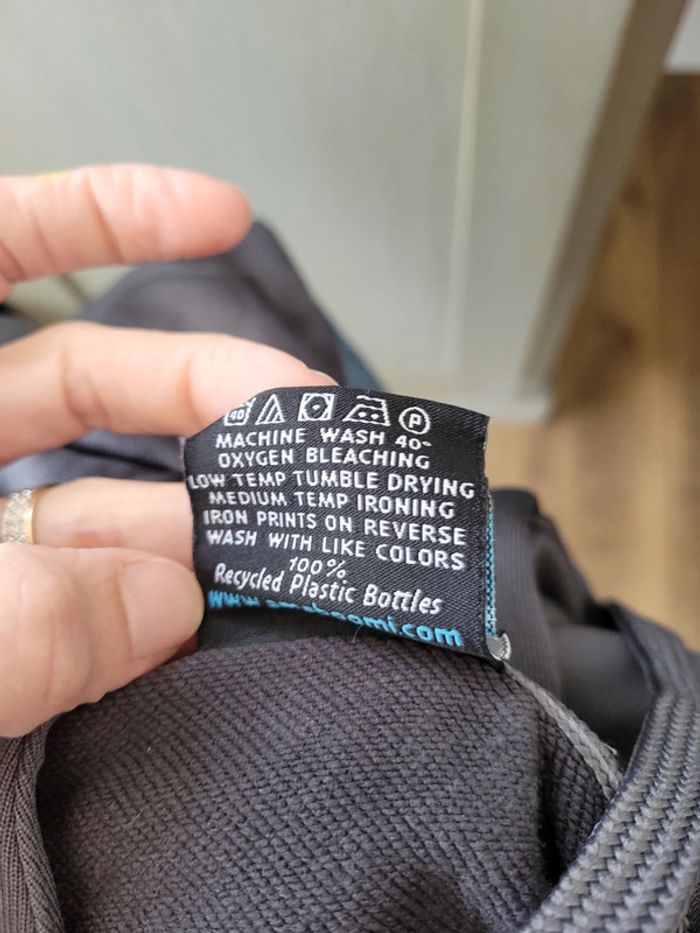 40
P
MACHINE WASH 40°
OXYGEN BLEACHING
LOW TEMP TUMBLE DRYING
MEDIUM TEMP IRONING
IRON PRINTS ON REVERSE
WASH WITH LIKE COLORS
100%
Recycled Plastic Bottles